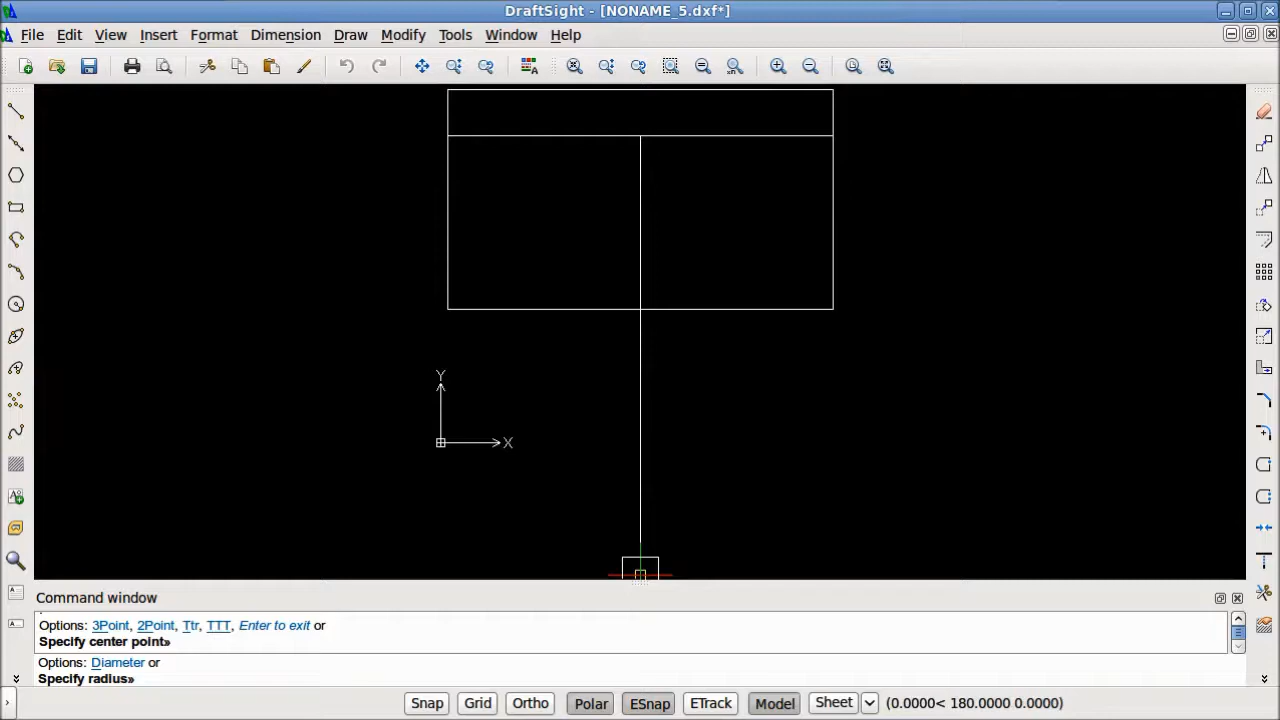 DraftSight - [NONAME_5.dxf*]
File Edit View Insert Format Dimension Draw Modify Tools Window Help
Y
X
Command window
Options: 3Point, 2Point, Ttr, TTT, Enter to exit or
Specify center point»
Options: Diameter or
Specify radius»
Snap Grid Ortho Polar ESnap ETrack Model Sheet (0.0000< 180.0000 0.0000)